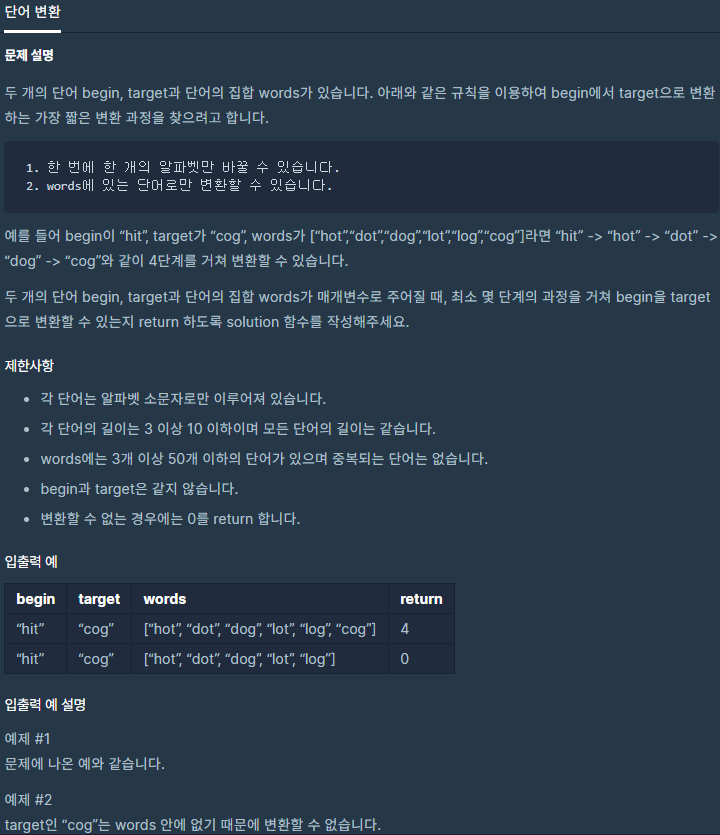 단어 변환
문제 설명
두 개의 단어 begin, target과 단어의 집합 words가 있습니다. 아래와 같은 규칙을 이용하여 begin에서 target으로 변환
하는 가장 짧은 변환 과정을 찾으려고 합니다.
1. 한 번에 한 개의 알파벳만 바꿀 수 있습니다.
2. words에 있는 단어로만 변환할 수 있습니다.
예를 들어 begin이 “hit”, target가 “cog”, words가 [“hot”,“dot”,“dog”,“lot”,“log”,“cog”]라면 “hit” -> “hot” -> “dot” ->
“dog” -> “cog”와 같이 4단계를 거쳐 변환할 수 있습니다.
두 개의 단어 begin, target과 단어의 집합 words가 매개변수로 주어질 때, 최소 몇 단계의 과정을 거쳐 begin을 target
으로 변환할 수 있는지 return 하도록 solution 함수를 작성해주세요.
제한사항
• 각 단어는 알파벳 소문자로만 이루어져 있습니다.
• 각 단어의 길이는 3 이상 10 이하이며 모든 단어의 길이는 같습니다.
• words에는 3개 이상 50개 이하의 단어가 있으며 중복되는 단어는 없습니다.
• begin과 target은 같지 않습니다.
• 변환할 수 없는 경우에는 0를 return 합니다.
입출력 예
begin target words return
“hit” “cog” [“hot”, “dot”, “dog”, “lot”, “log”, “cog”] 4
“hit” “cog” [“hot”, “dot”, “dog”, “lot”, “log”] 0
입출력 예 설명
예제 #1
문제에 나온 예와 같습니다.
예제 #2
target인 “cog”는 words 안에 없기 때문에 변환할 수 없습니다.